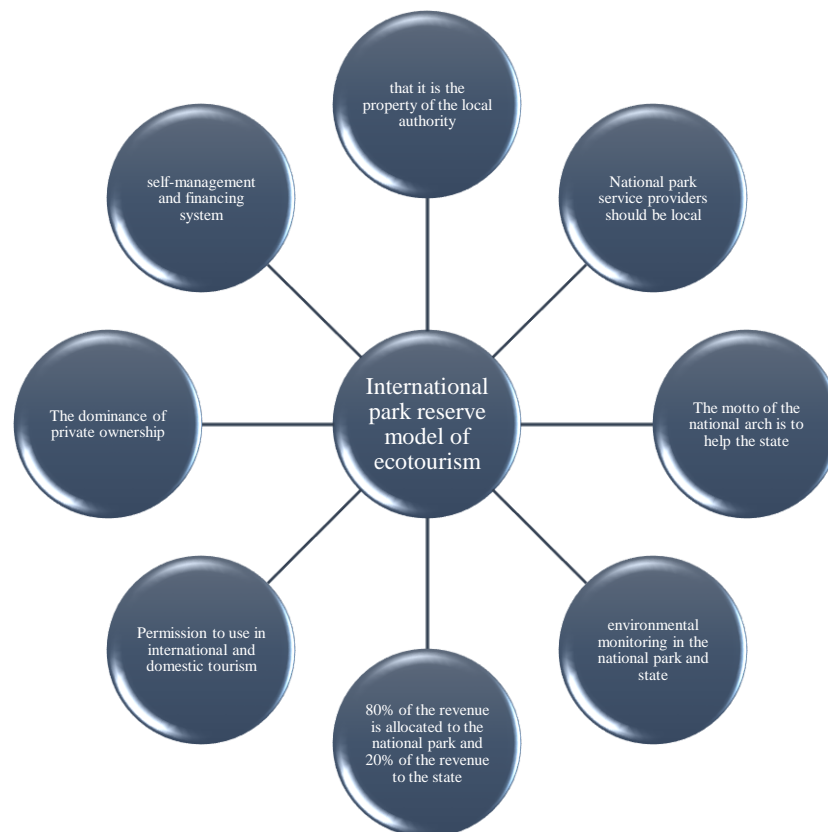 that it is the
property of the local
authority
National park
service providers
should be local
The motto of the
national arch is to
help the state
environmental
monitoring in the
national park and
state
80% of the revenue
is allocated to the
national park and
20% of the revenue
to the state
Permission to use in
international and
domestic tourism
The dominance of
private ownership
self-management
and financing
system
International
park reserve
model of
ecotourism